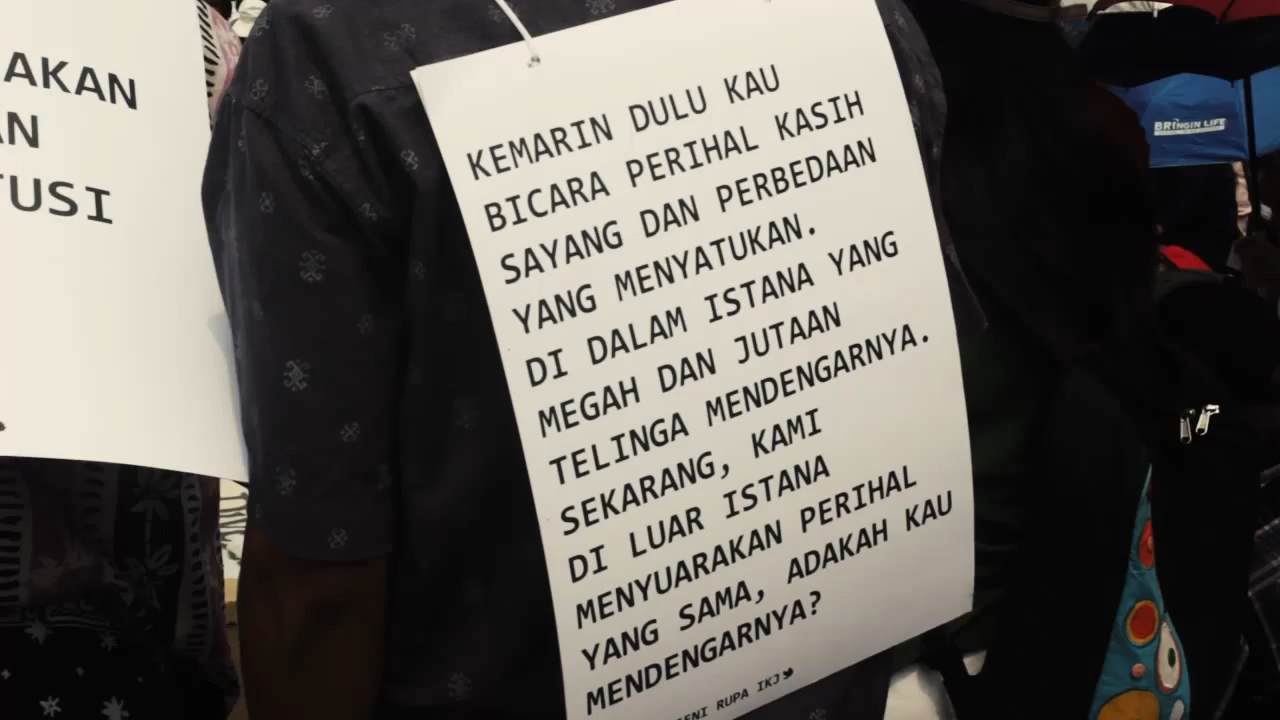 AKAN
AN
TUSI
KEMARIN DULU KAU
BICARA PERIHAL KASIH
SAYANG DAN PERBEDAAN
YANG MENYATUKAN.
DI DALAM ISTANA YANG
MEGAH DAN JUTAAN
TELINGA MENDENGARNYA.
SEKARANG, KAMI
DI LUAR ISTANA
MENYUARAKAN PERIHAL
YANG SAMA, ADAKAH KAU
MENDENGARNYA?
SENI RUPA IKJ
BRINGIN LIFE